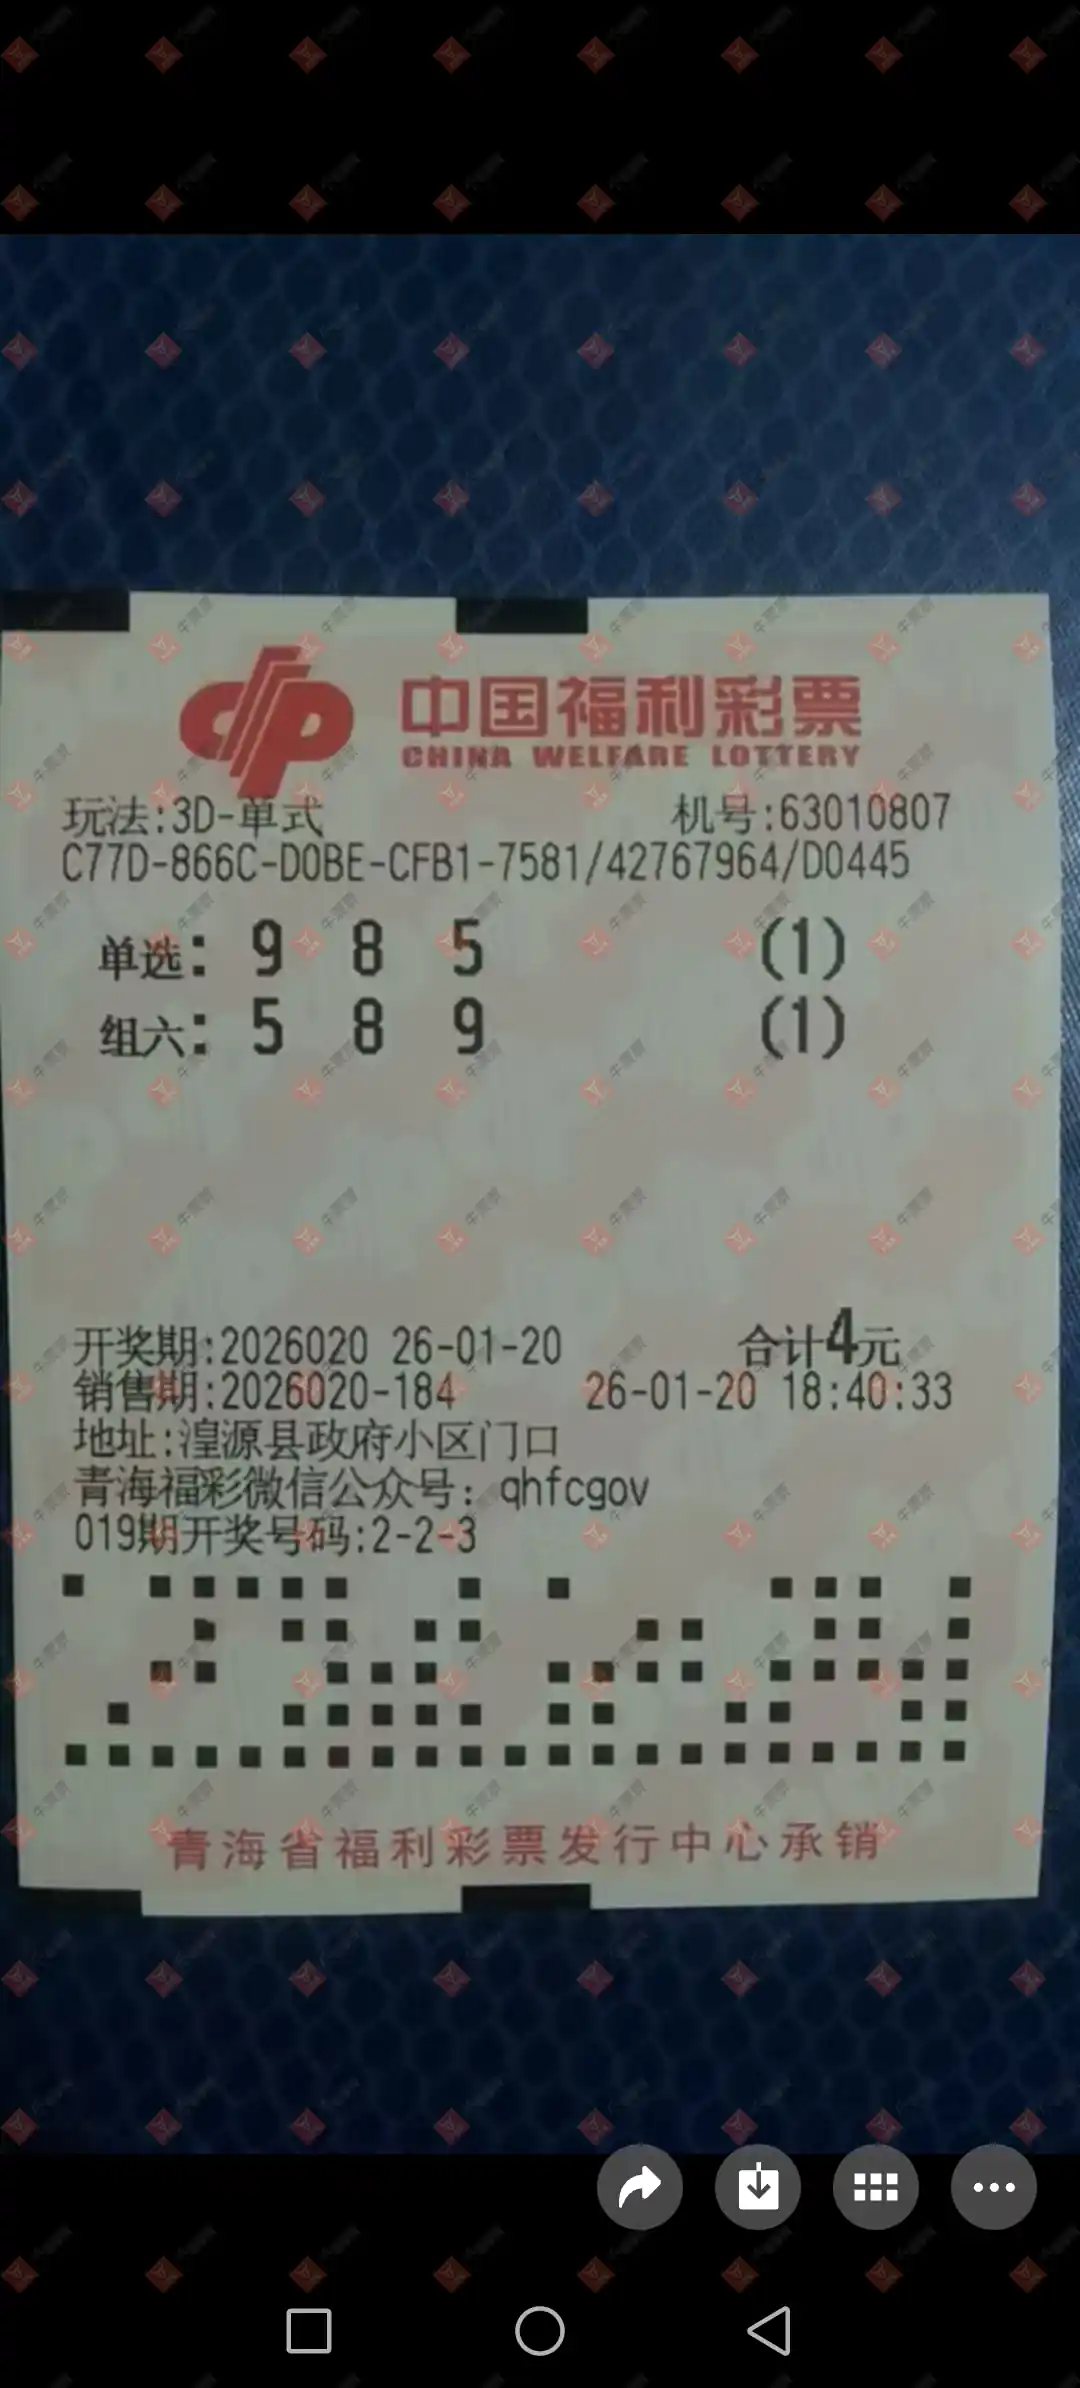 中国福利彩票
CHINA WELFARE LOTTERY
玩法:3D-单式 机号:63010807
C77D-866C-D0BE-CFB1-7581/42767964/D0445
单选: 9 8 5 (1)
组六: 5 8 9 (1)
开奖期:2026020 26-01-20 合计4元
销售期:2026020-184 26-01-20 18:40:33
地址:湟源县政府小区门口
青海福彩微信公众号: qhfcgov
019期开奖号码:2-2-3
青海省福利彩票发行中心承销